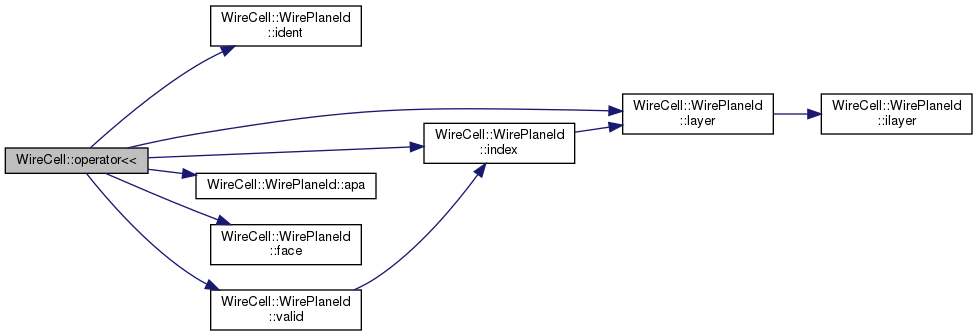 WireCell::WirePlaneId
::ident
WireCell::WirePlaneId
::layer
WireCell::WirePlaneId
::ilayer
WireCell::WirePlaneId
::index
WireCell::operator<<
WireCell::WirePlaneId::apa
WireCell::WirePlaneId
::face
WireCell::WirePlaneId
::valid